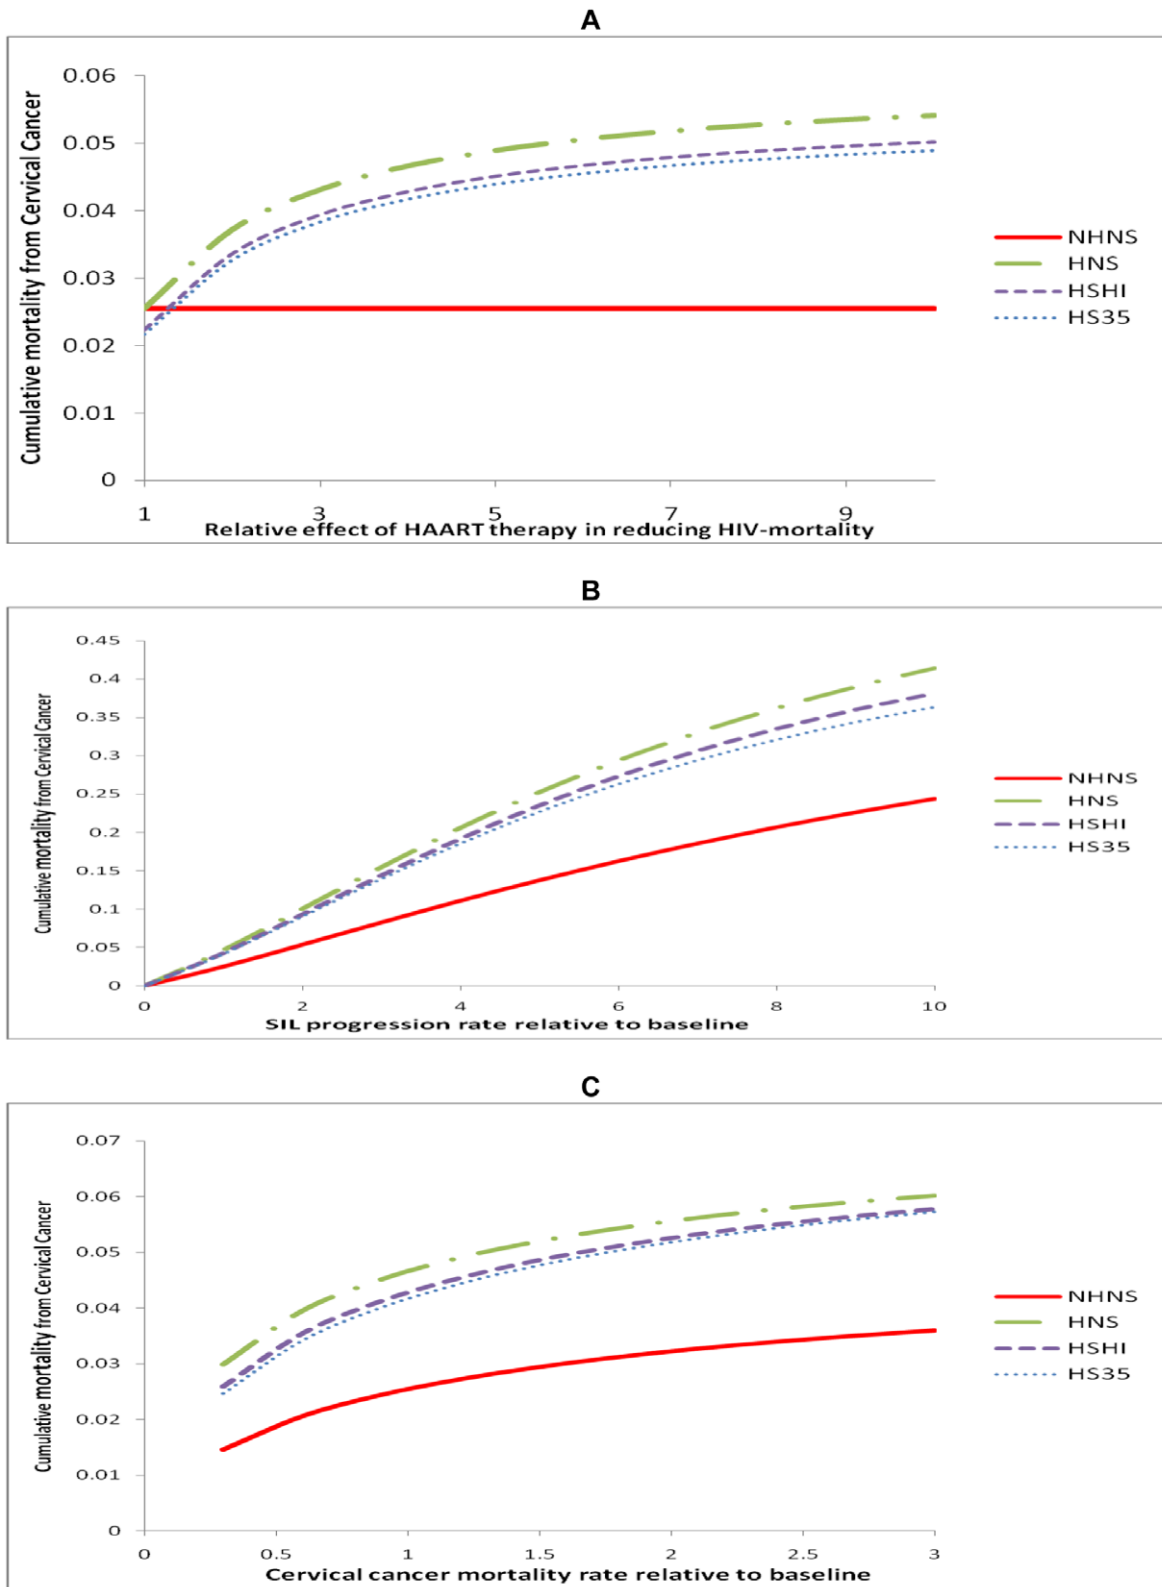 A
Cumulative mortality from Cervical Cancer
0.06
0.05
0.04
0.03
0.02
0.01
0
1 3 5 7 9
Relative effect of HAART therapy in reducing HIV-mortality
NHNS
HNS
HSHI
HS35
B
Cumulative mortality from Cervical Cancer
0.45
0.4
0.35
0.3
0.25
0.2
0.15
0.1
0.05
0
0 2 4 6 8 10
SIL progression rate relative to baseline
NHNS
HNS
HSHI
HS35
C
Cumulative mortality from Cervical Cancer
0.07
0.06
0.05
0.04
0.03
0.02
0.01
0
0 0.5 1 1.5 2 2.5 3
Cervical cancer mortality rate relative to baseline
NHNS
HNS
HSHI
HS35